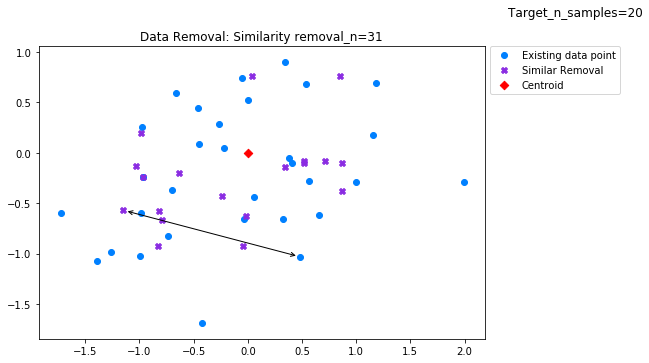 Target_n_samples=20
Data Removal: Similarity removal_n=31
Existing data point
Similar Removal
Centroid
1.0
0.5
0.0
−0.5
−1.0
−1.5
−1.5 −1.0 −0.5 0.0 0.5 1.0 1.5 2.0